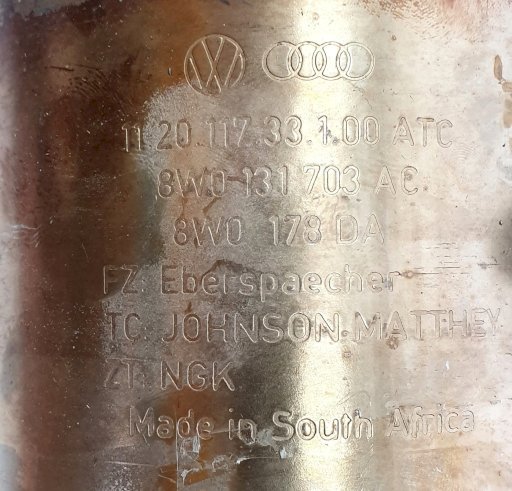 11 20.117.33.1.00 ATC
8W0 131 703 AC
8W0 178 DA
FZ: Eberspaecher
TC: JOHNSON-MATTHEY
ZT: NGK
Made in South Africa